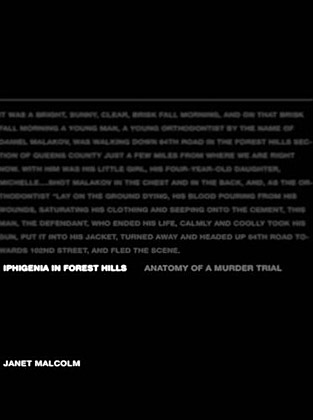 T WAS A BRIGHT, SUNNY, CLEAR, BRISK FALL MORNING, AND ON THAT BRISK
FALL MORNING A YOUNG MAN, A YOUNG ORTHODONTIST BY THE NAME OF
DANIEL MALAKOV, WAS WALKING DOWN 64TH ROAD IN THE FOREST HILLS SEC-
TION OF QUEENS COUNTY JUST A FEW MILES FROM WHERE WE ARE RIGHT
NOW. WITH HIM WAS HIS LITTLE GIRL, HIS FOUR-YEAR-OLD DAUGHTER,
MICHELLE....SHOT MALAKOV IN THE CHEST AND IN THE BACK, AND, AS THE OR-
THODONTIST "LAY ON THE GROUND DYING, HIS BLOOD POURING FROM HIS
WOUNDS, SATURATING HIS CLOTHING AND SEEPING ONTO THE CEMENT, THIS
MAN, THE DEFENDANT, WHO ENDED HIS LIFE, CALMLY AND COOLLY TOOK HIS
GUN, PUT IT INTO HIS JACKET, TURNED AWAY AND HEADED UP 64TH ROAD TO-
WARDS 102ND STREET, AND FLED THE SCENE.
IPHIGENIA IN FOREST HILLS ANATOMY OF A MURDER TRIAL
JANET MALCOLM